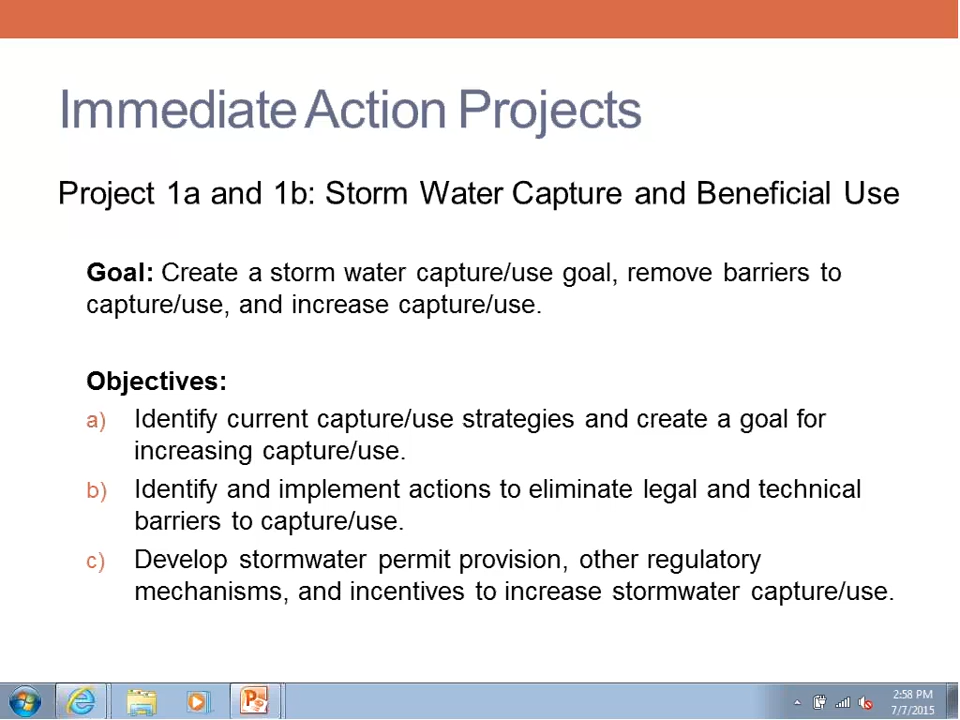 Immediate Action Projects
Project 1a and 1b: Storm Water Capture and Beneficial Use
Goal: Create a storm water capture/use goal, remove barriers to
capture/use, and increase capture/use.
Objectives:
a) Identify current capture/use strategies and create a goal for
increasing capture/use.
b) Identify and implement actions to eliminate legal and technical
barriers to capture/use.
c) Develop stormwater permit provision, other regulatory
mechanisms, and incentives to increase stormwater capture/use.
2:58 PM
7/7/2015